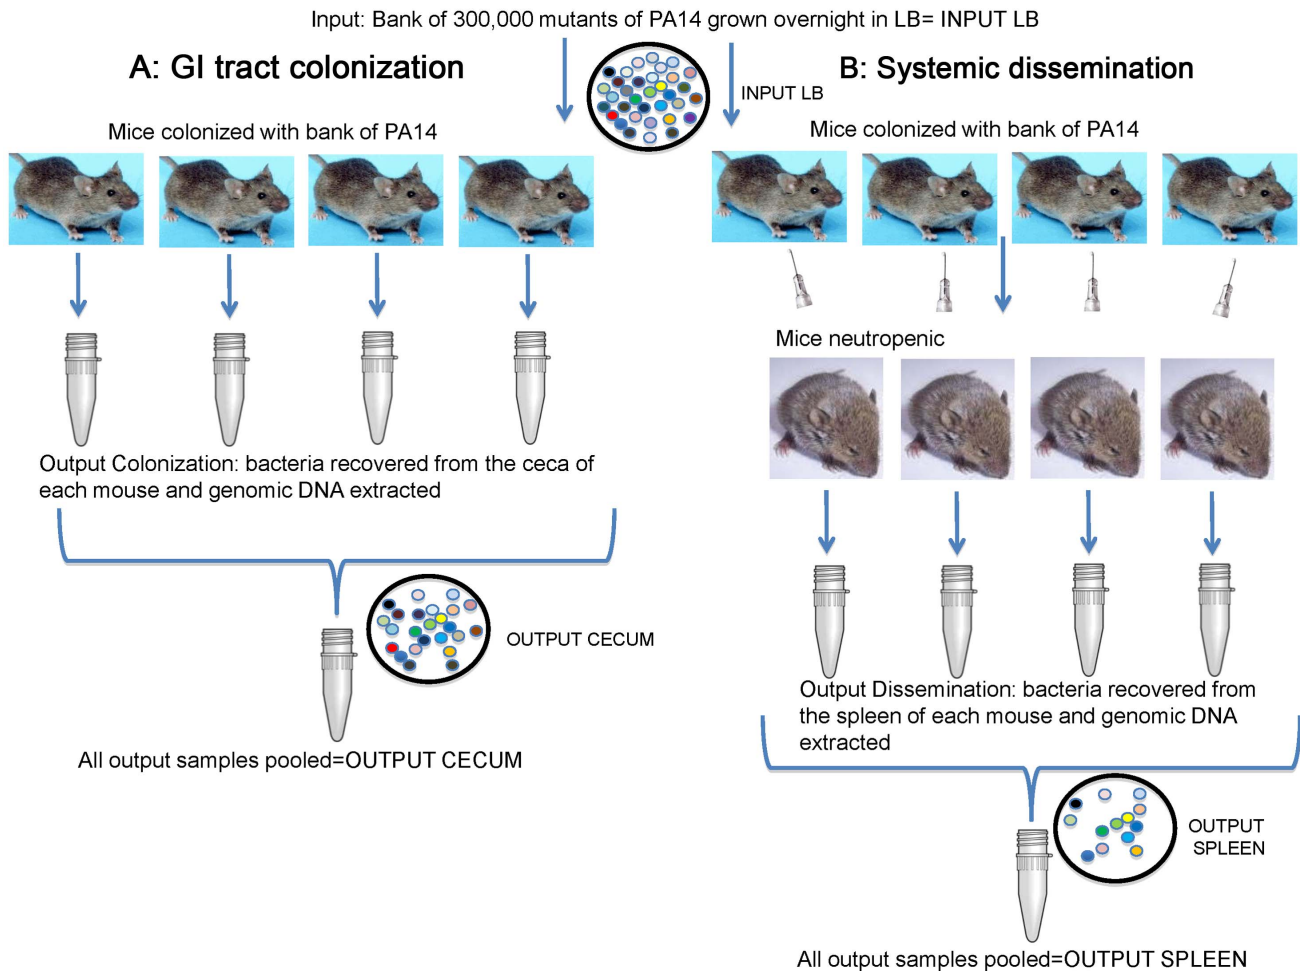 Input: Bank of 300,000 mutants of PA14 grown overnight in LB= INPUT LB
A: GI tract colonization
B: Systemic dissemination
INPUT LB
Mice colonized with bank of PA14
Mice colonized with bank of PA14
Mice neutropenic
Output Colonization: bacteria recovered from the ceca of
each mouse and genomic DNA extracted
OUTPUT CECUM
All output samples pooled=OUTPUT CECUM
Output Dissemination: bacteria recovered from
the spleen of each mouse and genomic DNA
extracted
OUTPUT
SPLEEN
All output samples pooled=OUTPUT SPLEEN